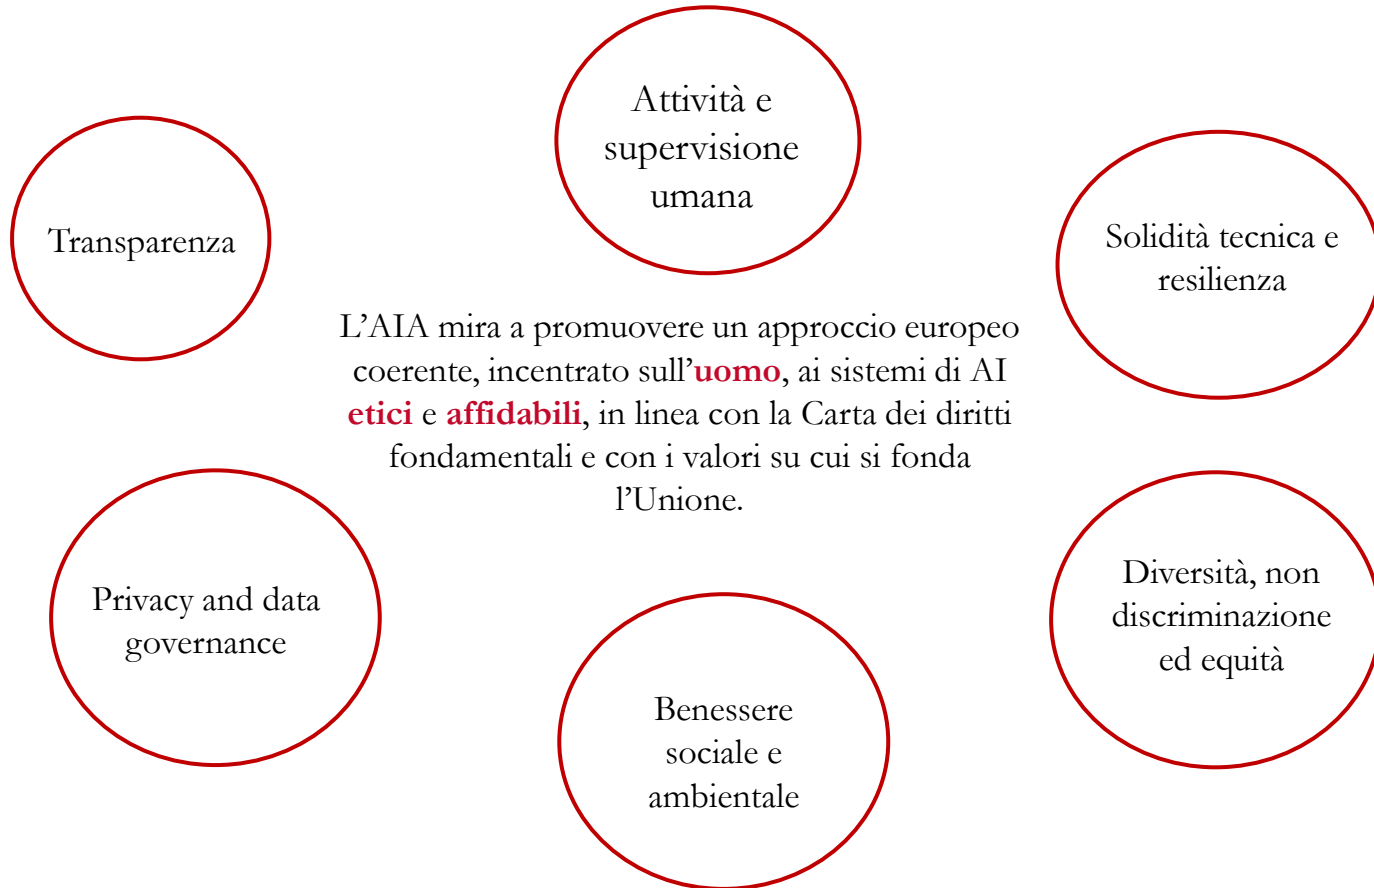 Attività e
supervisione
umana
Transparenza
Solidità tecnica e
resilienza
L’AIA mira a promuovere un approccio europeo
coerente, incentrato sull’uomo, ai sistemi di AI
etici e affidabili, in linea con la Carta dei diritti
fondamentali e con i valori su cui si fonda
l’Unione.
Privacy and data
governance
Diversità, non
discriminazione
ed equità
Benessere
sociale e
ambientale